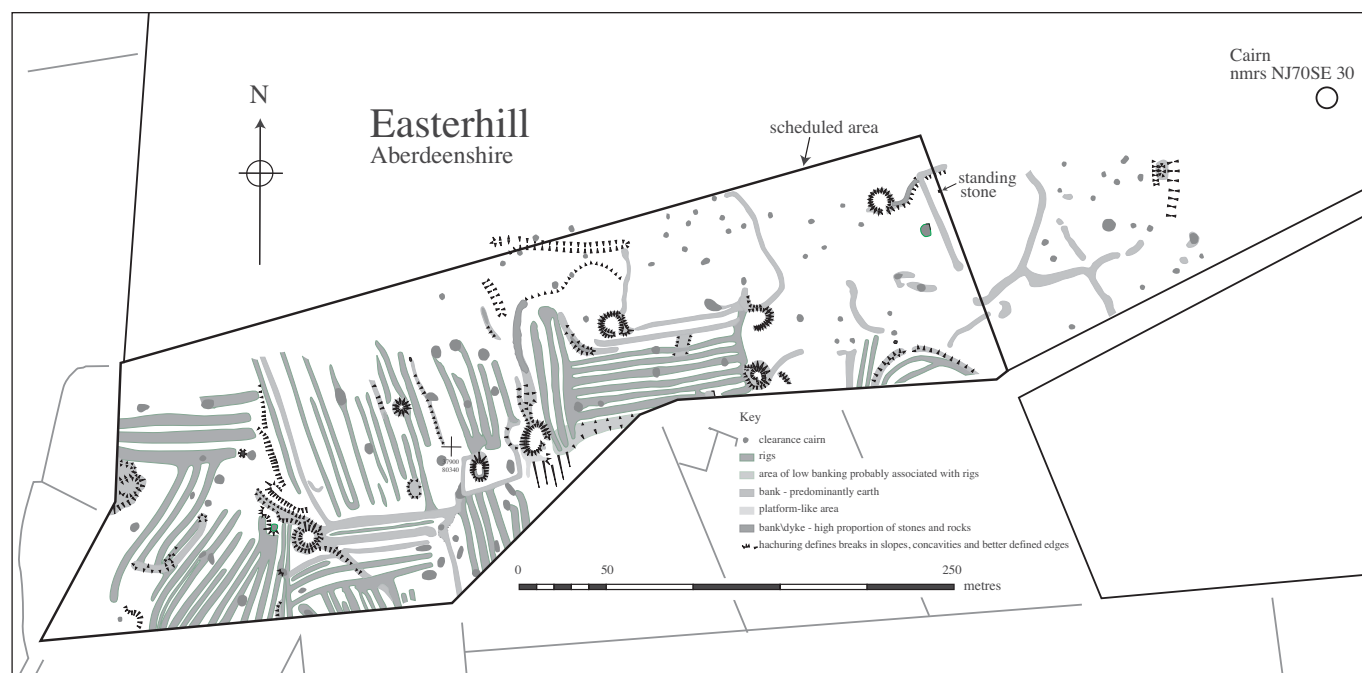 Cairn
nmrs NJ70SE 30
N
Easterhill
Aberdeenshire
scheduled area
standing
stone
80340
Key
clearance cairn
rigs
area of low banking probably associated with rigs
bank - predominantly earth
platform-like area
bank\dyke - high proportion of stones and rocks
hachuring defines breaks in slopes, concavities and better defined edges
0 50 250
metres